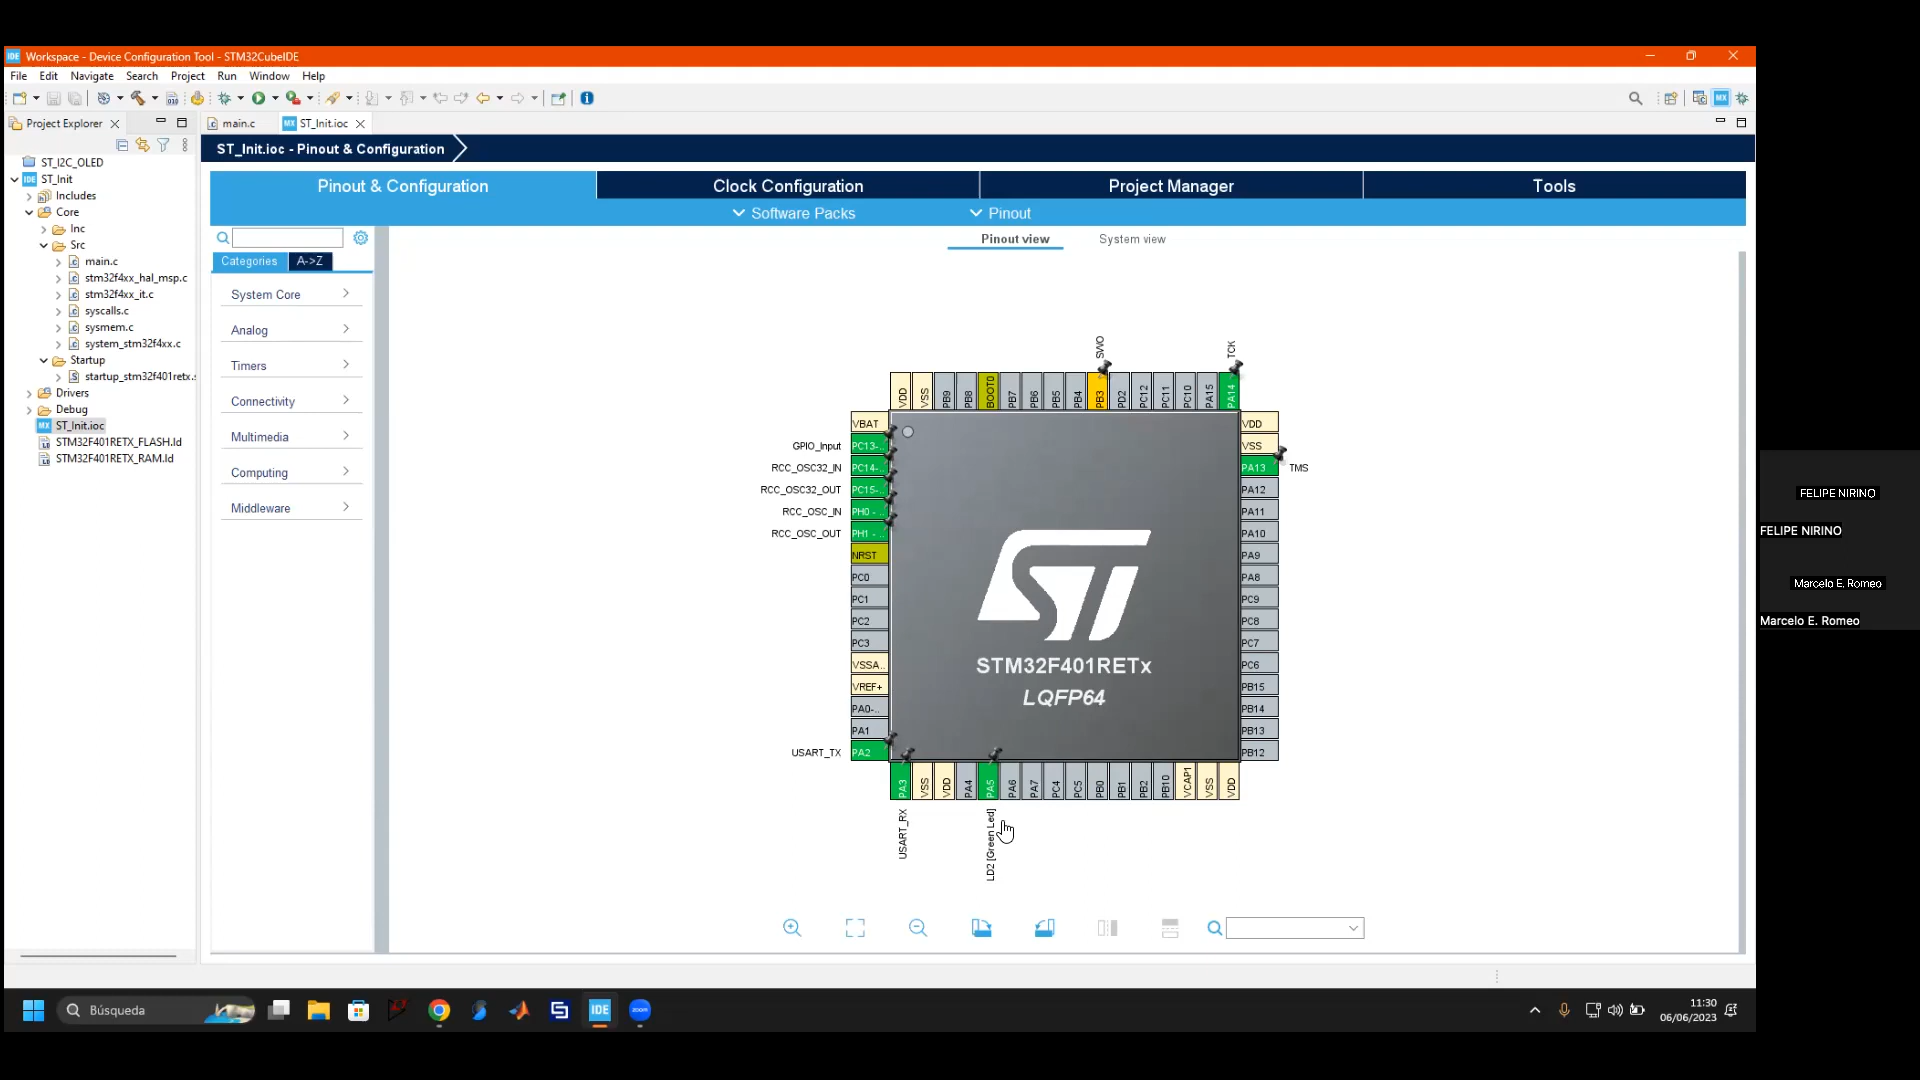 IDE Workspace - Device Configuration Tool - STM32CubeIDE
File Edit Navigate Search Project Run Window Help
Project Explorer
main.c
MX ST_Init.ioc
ST_Init.ioc - Pinout & Configuration
ST_I2C_OLED
IDE ST_Init
Includes
Core
Inc
Src
main.c
stm32f4xx_hal_msp.c
stm32f4xx_it.c
syscalls.c
sysmem.c
system_stm32f4xx.c
Startup
startup_stm32f401retx.s
Drivers
Debug
MX ST_Init.ioc
STM32F401RETX_FLASH.ld
STM32F401RETX_RAM.ld
Pinout & Configuration
Clock Configuration
Project Manager
Tools
Software Packs
Pinout
Pinout view
System view
Categories
A->Z
System Core
Analog
Timers
Connectivity
Multimedia
Computing
Middleware
SWO
TCK
VDD VSS PB9 PB8 BOOT0 PB7 PB6 PB5 PB4 PB3 PD2 PC12 PC11 PC10 PA15 PA14
VBAT
GPIO_Input PC13-..
RCC_OSC32_IN PC14-..
RCC_OSC32_OUT PC15-..
RCC_OSC_IN PH0 - ..
RCC_OSC_OUT PH1 - ..
NRST
PC0
PC1
PC2
PC3
VSSA..
VREF+
PA0-..
PA1
USART_TX PA2
VDD
VSS
PA13 TMS
PA12
PA11
PA10
PA9
PA8
PC9
PC8
PC7
PC6
PB15
PB14
PB13
PB12
ST
STM32F401RETx
LQFP64
PA3 VSS VDD PA4 PA5 PA6 PA7 PC4 PC5 PB0 PB1 PB2 PB10 VCAP1 VSS VDD
USART_RX
LD2 [Green Led]
FELIPE NIRINO
FELIPE NIRINO
Marcelo E. Romeo
Marcelo E. Romeo
Búsqueda
IDE
zoom
11:30
06/06/2023